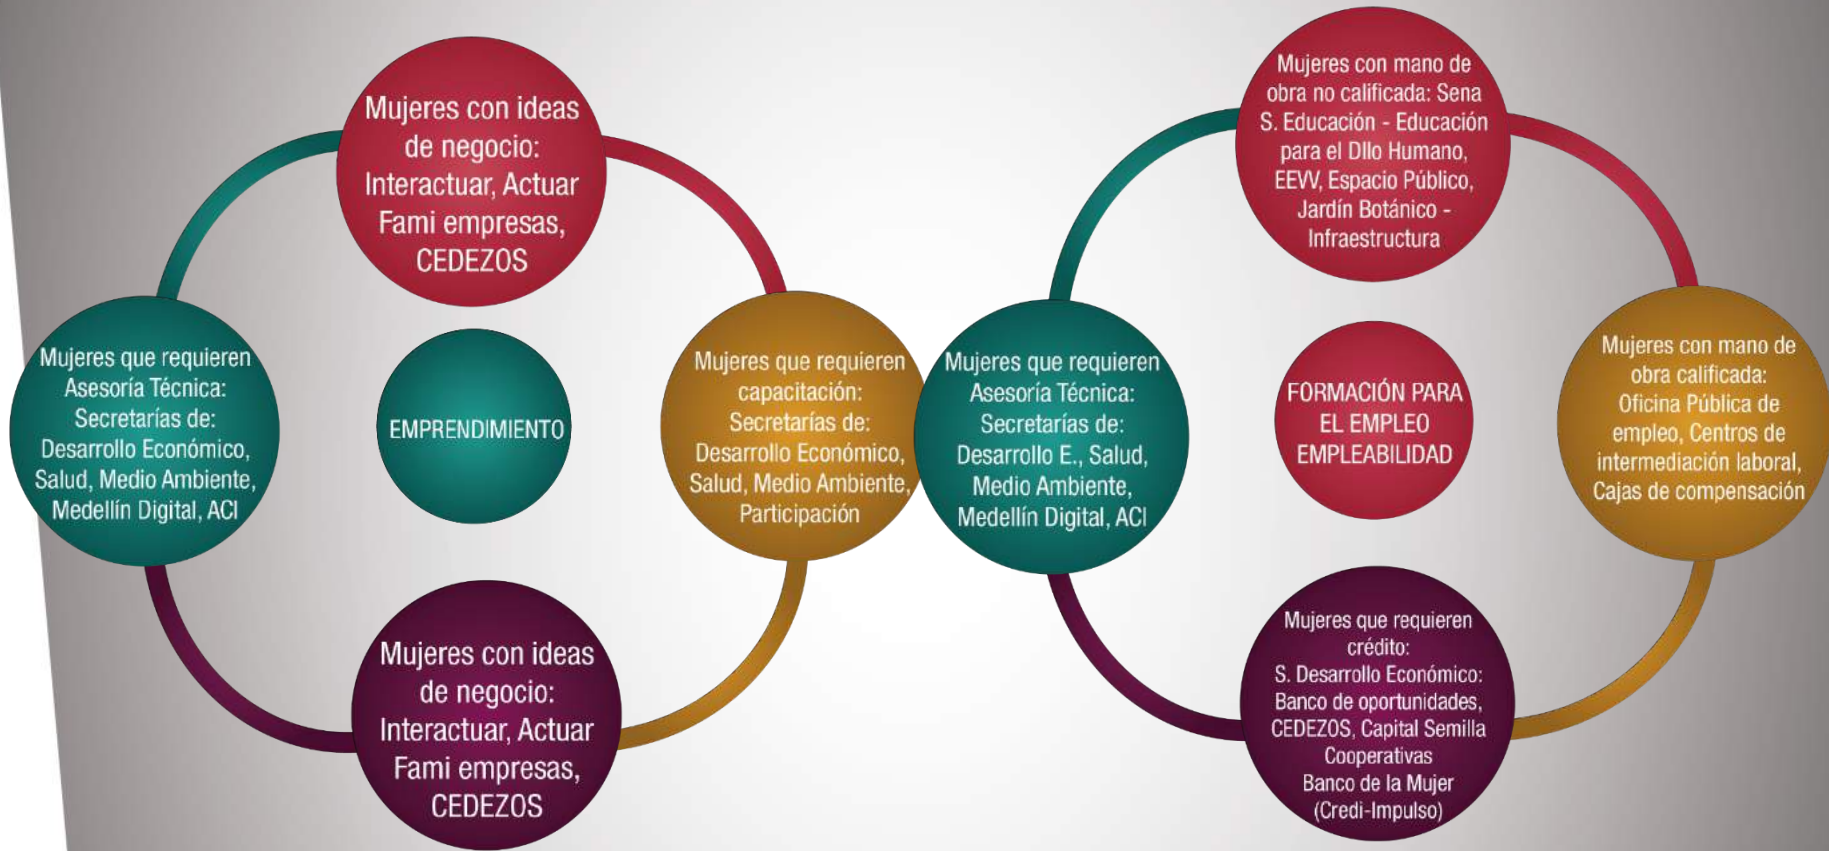 Mujeres con ideas
de negocio:
Interactuar, Actuar
Fami empresas,
CEDEZOS
Mujeres que requieren
Asesoría Técnica:
Secretarías de:
Desarrollo Económico,
Salud, Medio Ambiente,
Medellín Digital, ACI
EMPRENDIMIENTO
Mujeres que requieren
capacitación:
Secretarías de:
Desarrollo Económico,
Salud, Medio Ambiente,
Participación
Mujeres con ideas
de negocio:
Interactuar, Actuar
Fami empresas,
CEDEZOS
Mujeres con mano de
obra no calificada: Sena
S. Educación - Educación
para el Dllo Humano,
EEVV, Espacio Público,
Jardín Botánico -
Infraestructura
Mujeres que requieren
Asesoría Técnica:
Secretarías de:
Desarrollo E., Salud,
Medio Ambiente,
Medellín Digital, ACI
FORMACIÓN PARA
EL EMPLEO
EMPLEABILIDAD
Mujeres con mano de
obra calificada:
Oficina Pública de
empleo, Centros de
intermediación laboral,
Cajas de compensación
Mujeres que requieren
crédito:
S. Desarrollo Económico:
Banco de oportunidades,
CEDEZOS, Capital Semilla
Cooperativas
Banco de la Mujer
(Credi-Impulso)